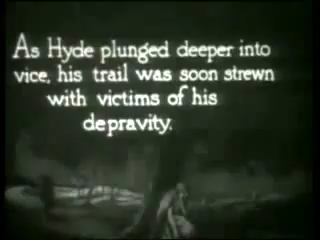 As Hyde plunged deeper into
vice, his trail was soon strewn
with victims of his
depravity.